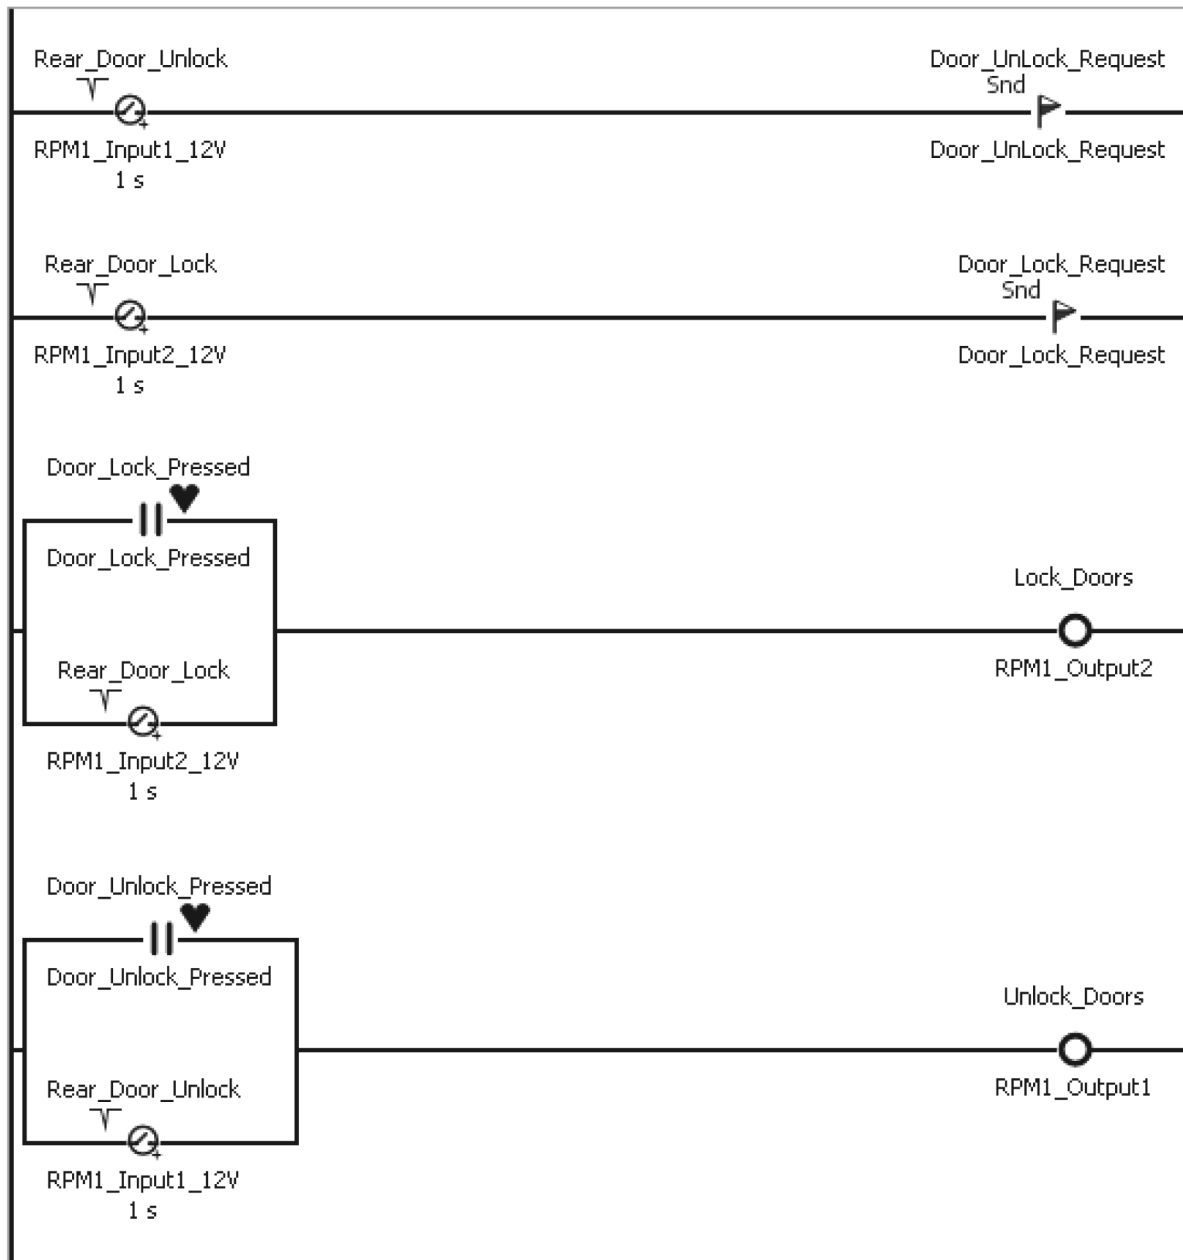 Rear_Door_Unlock
Door_UnLock_Request
Snd
RPM1_Input1_12V
Door_UnLock_Request
1 s
Rear_Door_Lock
Door_Lock_Request
Snd
RPM1_Input2_12V
Door_Lock_Request
1 s
Door_Lock_Pressed
Door_Lock_Pressed
Lock_Doors
Rear_Door_Lock
RPM1_Output2
RPM1_Input2_12V
1 s
Door_Unlock_Pressed
Door_Unlock_Pressed
Unlock_Doors
Rear_Door_Unlock
RPM1_Output1
RPM1_Input1_12V
1 s